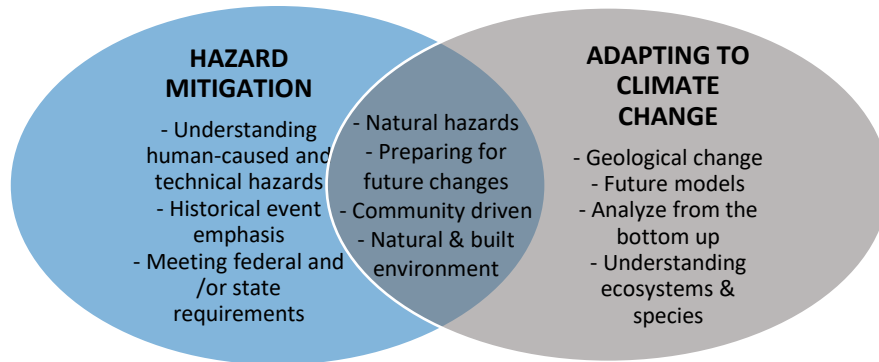 HAZARD
MITIGATION
- Understanding
human-caused and
technical hazards
- Historical event
emphasis
- Meeting federal and
/or state
requirements
- Natural hazards
- Preparing for
future changes
- Community driven
- Natural & built
environment
ADAPTING TO
CLIMATE
CHANGE
- Geological change
- Future models
- Analyze from the
bottom up
- Understanding
ecosystems &
species